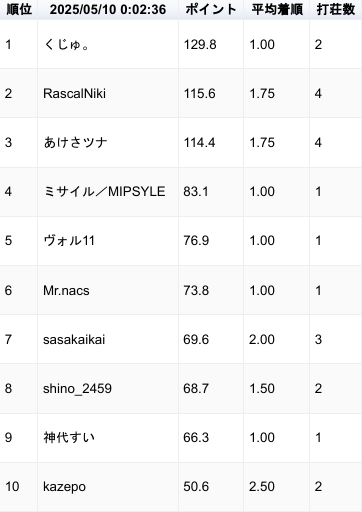 順位 2025/05/10 0:02:36 ポイント 平均着順 打荘数
1 くじゅ。 129.8 1.00 2
2 RascalNiki 115.6 1.75 4
3 あけさツナ 114.4 1.75 4
4 ミサイル／MIPSYLE 83.1 1.00 1
5 ヴォル11 76.9 1.00 1
6 Mr.nacs 73.8 1.00 1
7 sasakaikai 69.6 2.00 3
8 shino_2459 68.7 1.50 2
9 神代すい 66.3 1.00 1
10 kazepo 50.6 2.50 2